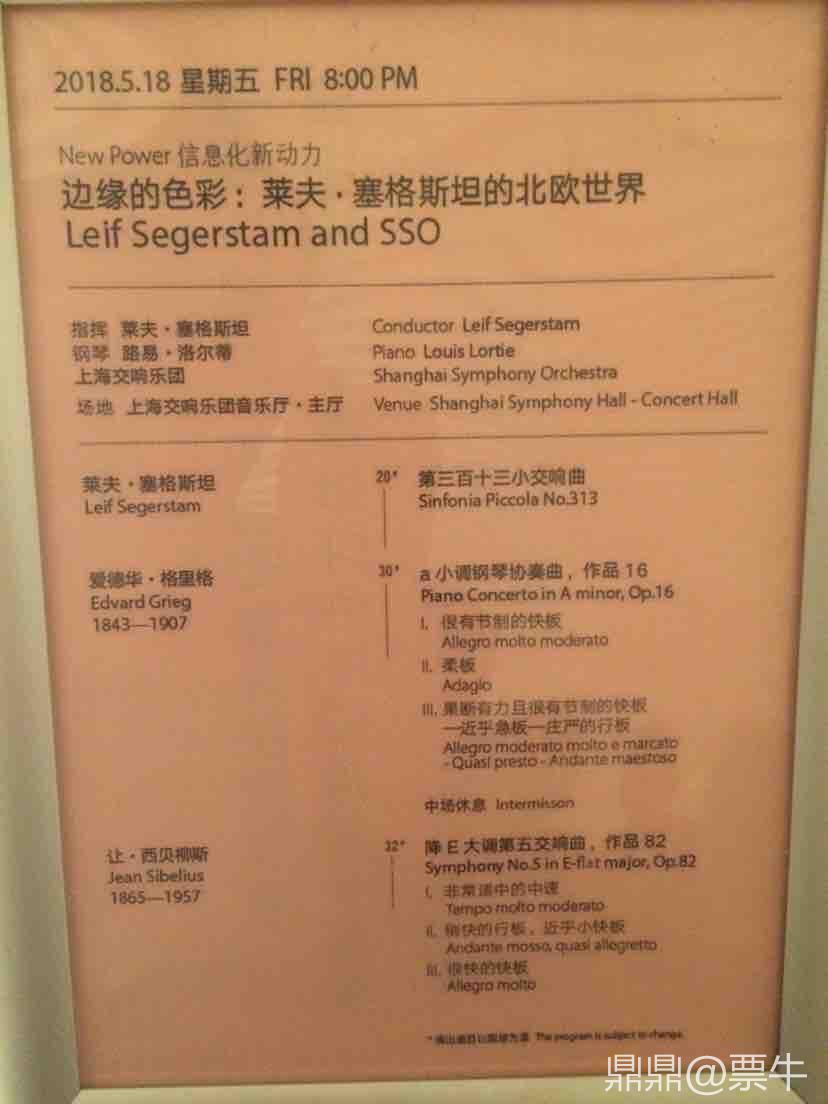 2018.5.18 星期五 FRI 8:00 PM
New Power 信息化新动力
边缘的色彩：莱夫·塞格斯坦的北欧世界
Leif Segerstam and SSO
指挥 莱夫·塞格斯坦 Conductor Leif Segerstam
钢琴 路易·洛尔蒂 Piano Louis Lortie
上海交响乐团 Shanghai Symphony Orchestra
场地 上海交响乐团音乐厅·主厅 Venue Shanghai Symphony Hall - Concert Hall
莱夫·塞格斯坦 20' 第三百十三小交响曲
Leif Segerstam Sinfonia Piccola No.313
爱德华·格里格 30' a 小调钢琴协奏曲，作品 16
Edvard Grieg Piano Concerto in A minor, Op.16
1843—1907
I. 很有节制的快板
Allegro molto moderato
II. 柔板
Adagio
III. 果断有力且很有节制的快板
—近乎急板—庄严的行板
Allegro moderato molto e marcato
- Quasi presto - Andante maestoso
中场休息 Intermisson
让·西贝柳斯 32' 降 E 大调第五交响曲，作品 82
Jean Sibelius Symphony No.5 in E-flat major, Op.82
1865—1957
I. 非常适中的中速
Tempo molto moderato
II. 稍快的行板，近乎小快板
Andante mosso, quasi allegretto
III. 很快的快板
Allegro molto
* 演出曲目以现场为准 The program is subject to change.
鼎鼎@票牛